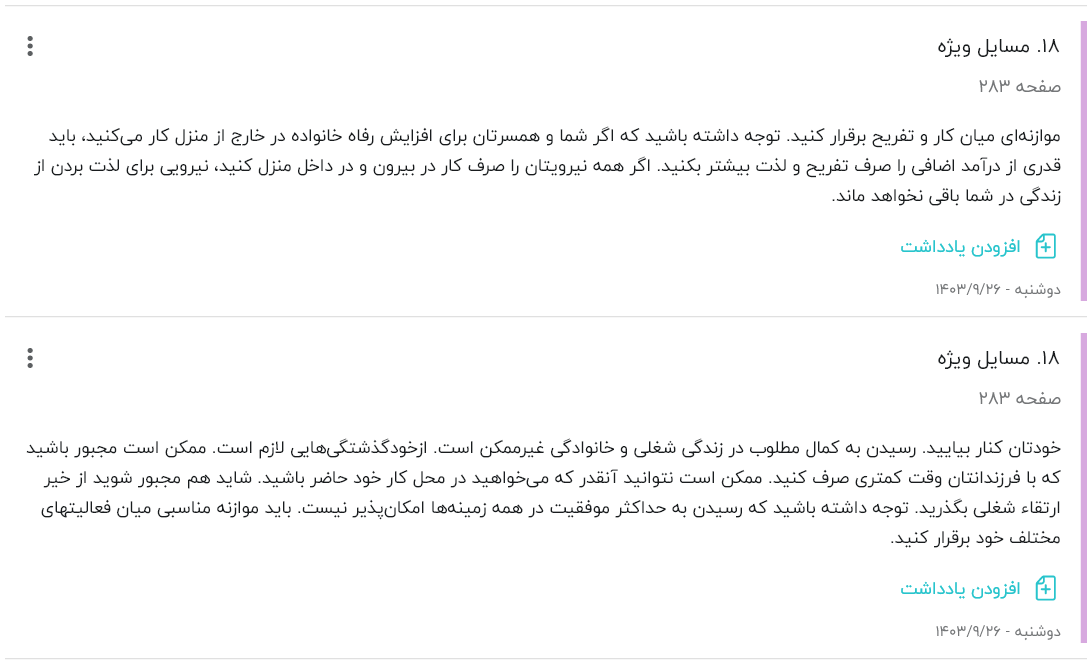 ۱۸. مسایل ویژه
صفحه ۲۸۳
موازنه‌ای میان کار و تفریح برقرار کنید. توجه داشته باشید که اگر شما و همسرتان برای افزایش رفاه خانواده در خارج از منزل کار می‌کنید، باید
قدری از درآمد اضافی را صرف تفریح و لذت بیشتر بکنید. اگر همه نیرویتان را صرف کار در بیرون و در داخل منزل کنید، نیرویی برای لذت بردن از
زندگی در شما باقی نخواهد ماند.
افزودن یادداشت
دوشنبه - ۱۴۰۳/۹/۲۶
۱۸. مسایل ویژه
صفحه ۲۸۳
خودتان کنار بیایید. رسیدن به کمال مطلوب در زندگی شغلی و خانوادگی غیرممکن است. ازخودگذشتگی‌هایی لازم است. ممکن است مجبور باشید
که با فرزندانتان وقت کمتری صرف کنید. ممکن است نتوانید آنقدر که می‌خواهید در محل کار خود حاضر باشید. شاید هم مجبور شوید از خیر
ارتقاء شغلی بگذرید. توجه داشته باشید که رسیدن به حداکثر موفقیت در همه زمینه‌ها امکان‌پذیر نیست. باید موازنه مناسبی میان فعالیتهای
مختلف خود برقرار کنید.
افزودن یادداشت
دوشنبه - ۱۴۰۳/۹/۲۶